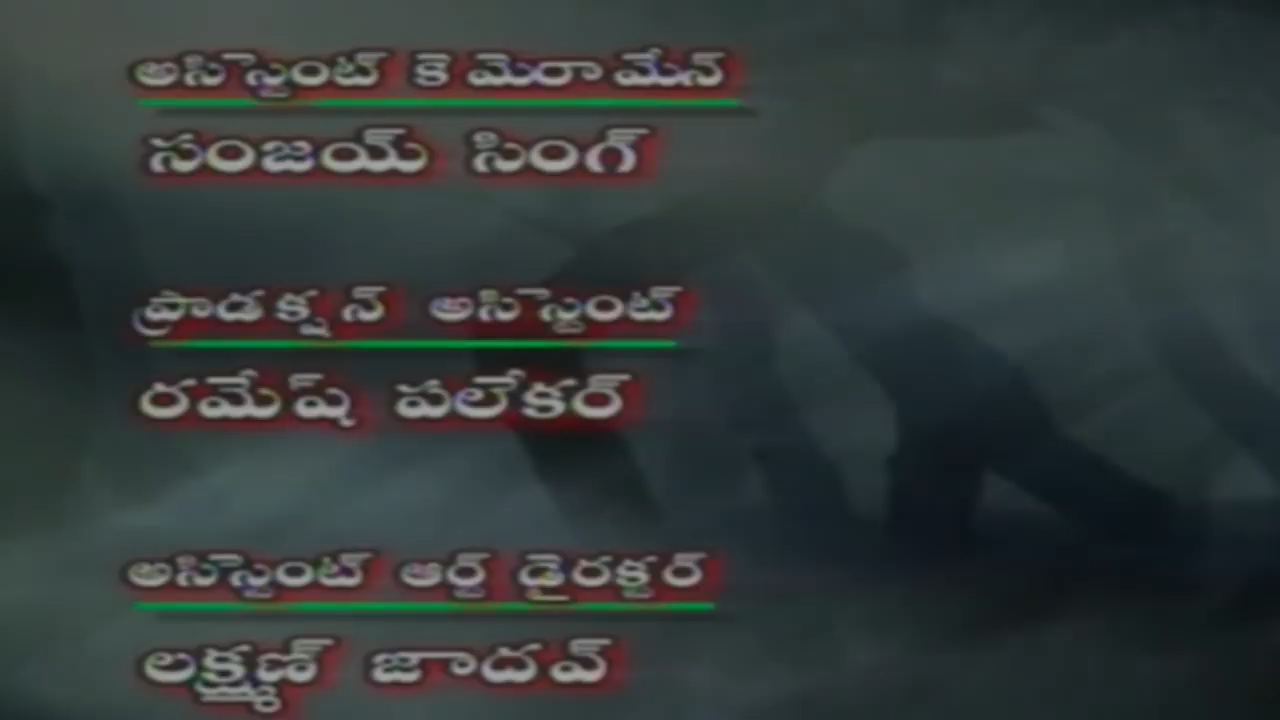 అసిస్టెంట్ కెమెరామేన్
సంజయ్ సింగ్
ప్రొడక్షన్ అసిస్టెంట్
రమేష్ పలేకర్
అసిస్టెంట్ ఆర్ట్ డైరక్టర్
లక్ష్మణ్ జాదవ్